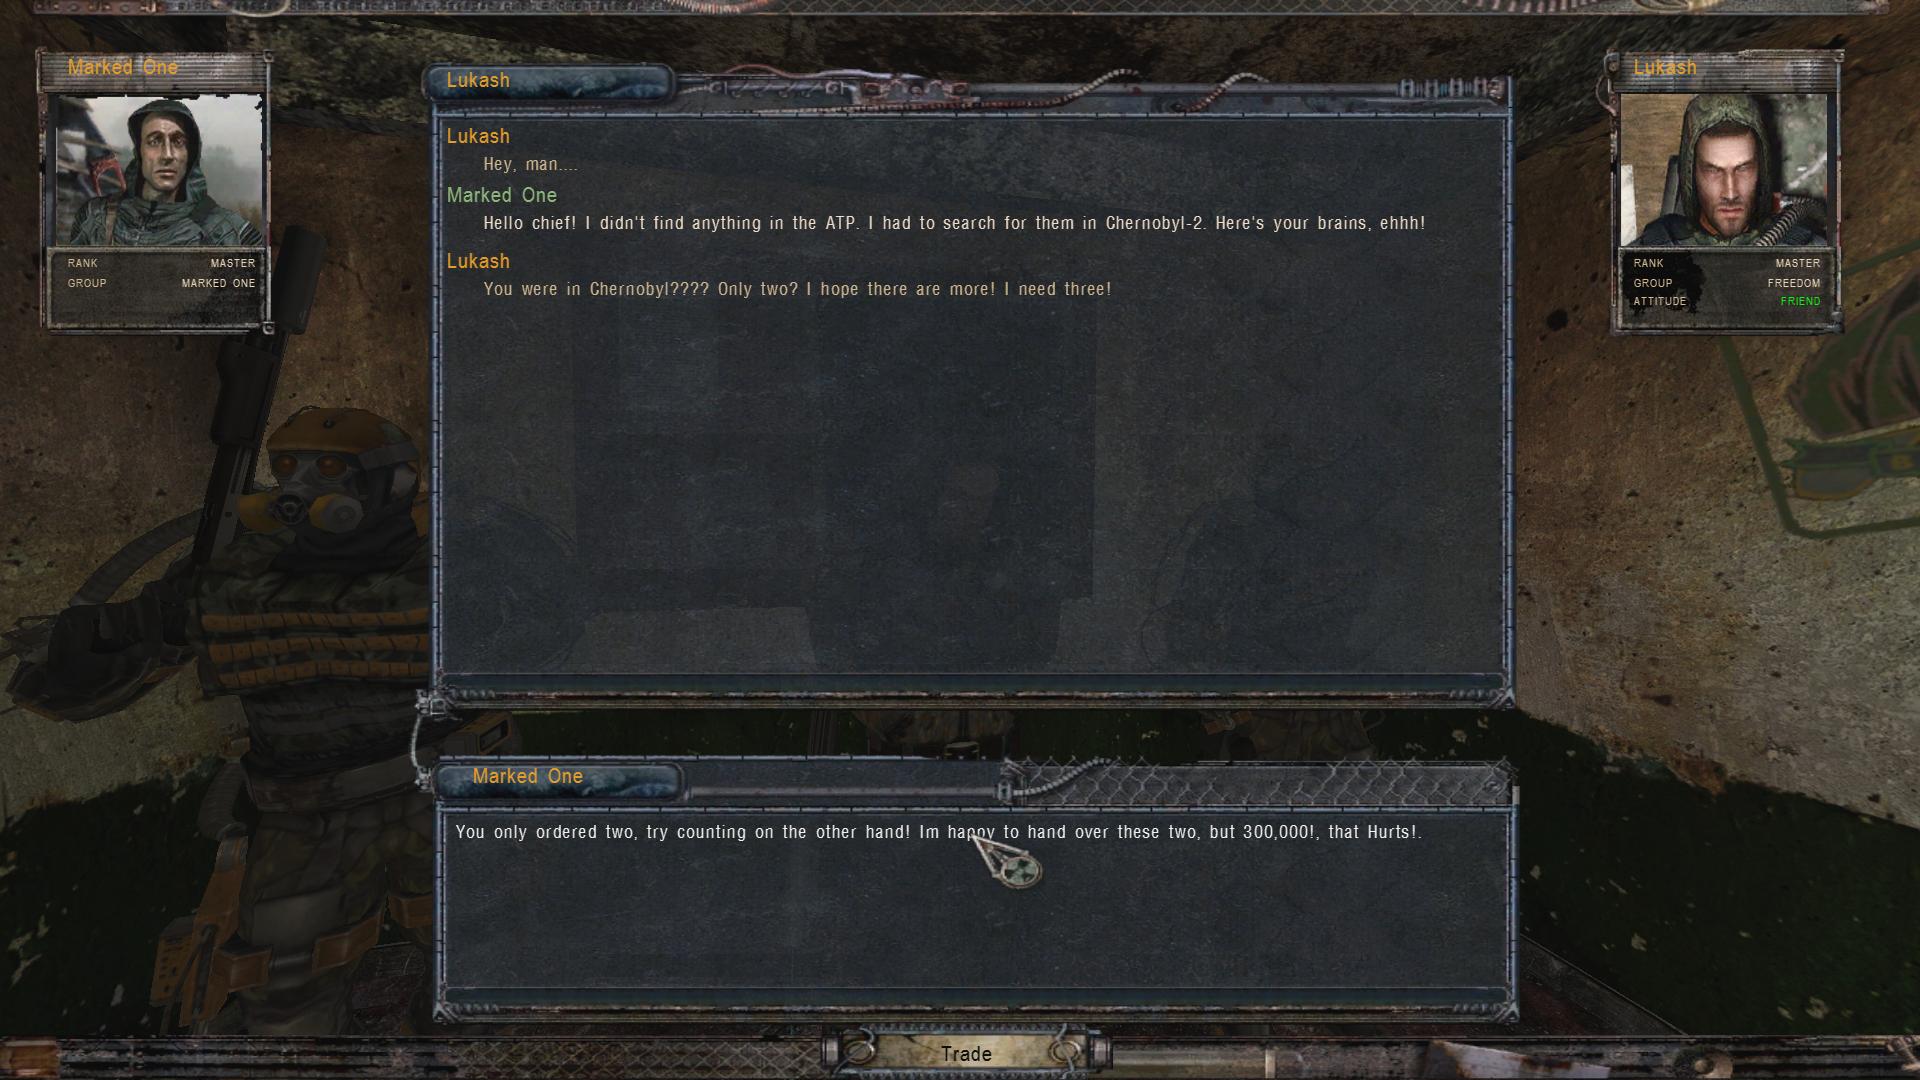 Marked One
RANK MASTER
GROUP MARKED ONE
Lukash
Lukash
Hey, man....
Marked One
Hello chief! I didn't find anything in the ATP. I had to search for them in Chernobyl-2. Here's your brains, ehhh!
Lukash
You were in Chernobyl???? Only two? I hope there are more! I need three!
Lukash
RANK MASTER
GROUP FREEDOM
ATTITUDE FRIEND
Marked One
You only ordered two, try counting on the other hand! Im happy to hand over these two, but 300,000!, that Hurts!.
Trade